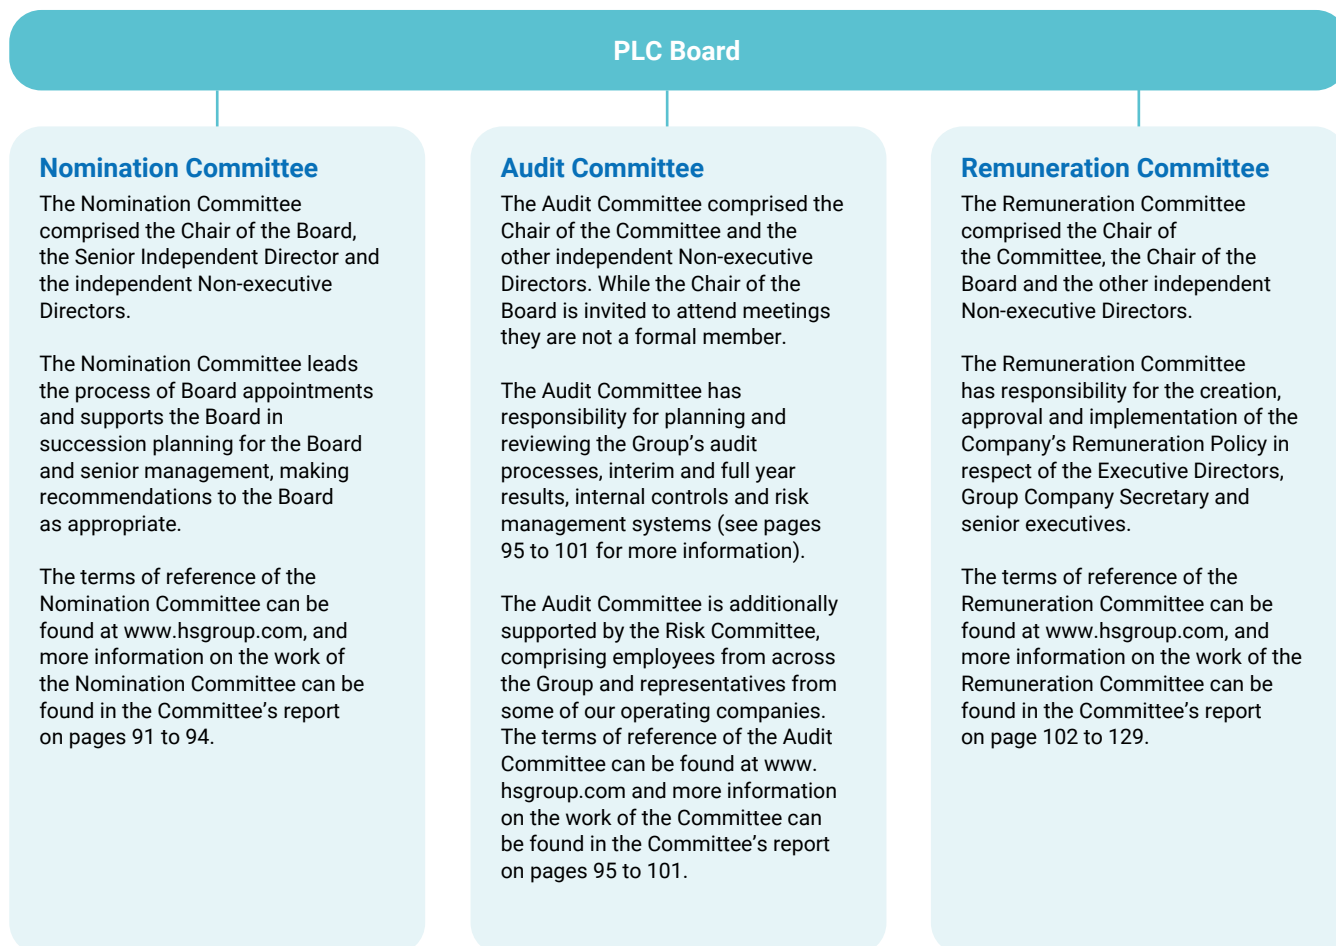 PLC Board
Nomination Committee
The Nomination Committee
comprised the Chair of the Board,
the Senior Independent Director and
the independent Non-executive
Directors.
The Nomination Committee leads
the process of Board appointments
and supports the Board in
succession planning for the Board
and senior management, making
recommendations to the Board
as appropriate.
The terms of reference of the
Nomination Committee can be
found at www.hsgroup.com, and
more information on the work of
the Nomination Committee can be
found in the Committee’s report
on pages 91 to 94.
Audit Committee
The Audit Committee comprised the
Chair of the Committee and the
other independent Non-executive
Directors. While the Chair of the
Board is invited to attend meetings
they are not a formal member.
The Audit Committee has
responsibility for planning and
reviewing the Group’s audit
processes, interim and full year
results, internal controls and risk
management systems (see pages
95 to 101 for more information).
The Audit Committee is additionally
supported by the Risk Committee,
comprising employees from across
the Group and representatives from
some of our operating companies.
The terms of reference of the Audit
Committee can be found at www.
hsgroup.com and more information
on the work of the Committee can
be found in the Committee’s report
on pages 95 to 101.
Remuneration Committee
The Remuneration Committee
comprised the Chair of
the Committee, the Chair of the
Board and the other independent
Non-executive Directors.
The Remuneration Committee
has responsibility for the creation,
approval and implementation of the
Company’s Remuneration Policy in
respect of the Executive Directors,
Group Company Secretary and
senior executives.
The terms of reference of the
Remuneration Committee can be
found at www.hsgroup.com, and
more information on the work of the
Remuneration Committee can be
found in the Committee’s report
on page 102 to 129.